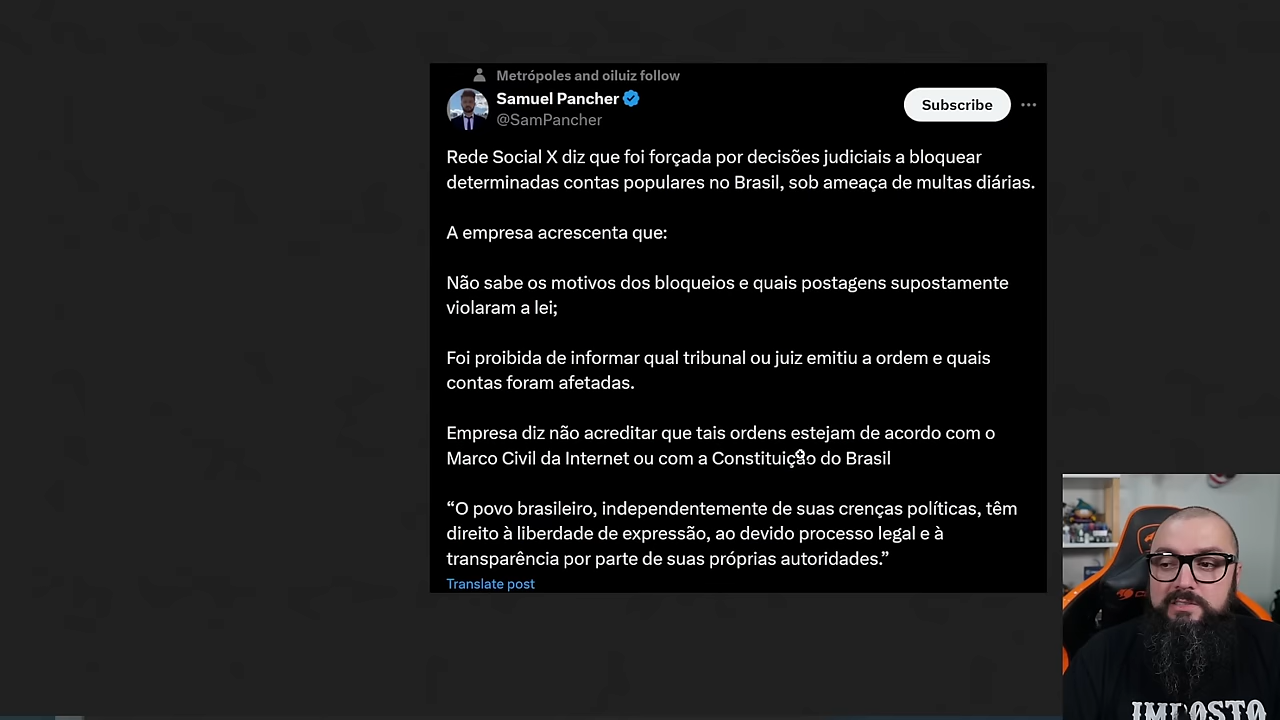 Metrópoles and oiluiz follow
Samuel Pancher
@SamPancher
Subscribe
Rede Social X diz que foi forçada por decisões judiciais a bloquear
determinadas contas populares no Brasil, sob ameaça de multas diárias.
A empresa acrescenta que:
Não sabe os motivos dos bloqueios e quais postagens supostamente
violaram a lei;
Foi proibida de informar qual tribunal ou juiz emitiu a ordem e quais
contas foram afetadas.
Empresa diz não acreditar que tais ordens estejam de acordo com o
Marco Civil da Internet ou com a Constituição do Brasil
“O povo brasileiro, independentemente de suas crenças políticas, têm
direito à liberdade de expressão, ao devido processo legal e à
transparência por parte de suas próprias autoridades.”
Translate post
IMPOSTO